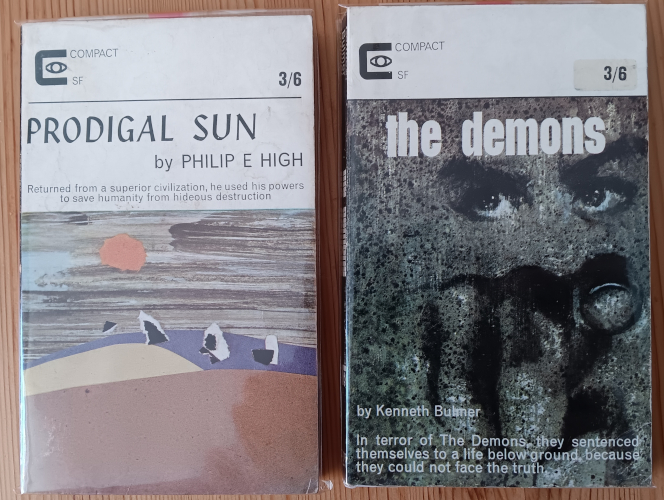 COMPACT
SF
3/6
PRODIGAL SUN
by PHILIP E HIGH
Returned from a superior civilization, he used his powers
to save humanity from hideous destruction
COMPACT
SF
3/6
the demons
by Kenneth Bulmer
In terror of The Demons, they sentenced
themselves to a life below ground, because
they could not face the truth...